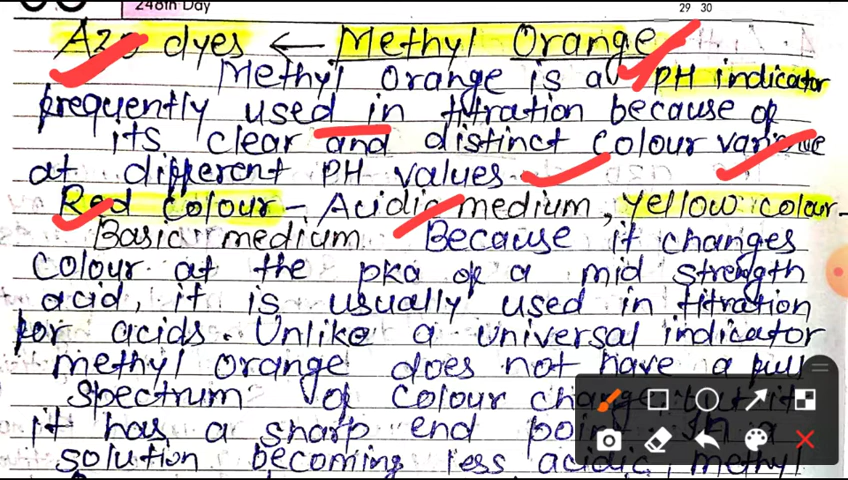 248th Day
29 30
Azo dyes ← Methyl Orange
Methyl Orange is a PH indicator
frequently used in titration because of
its clear and distinct colour
at different PH values.
Red colour - Acidic medium, yellow colour -
Basic medium. Because it changes
colour at the pka of a mid strength
acid, it is usually used in titration
for acids. Unlike a universal indicator
methyl orange does not have a full
spectrum of colour change, but it
it has a sharp end point. In a
solution becoming less acidic, methyl